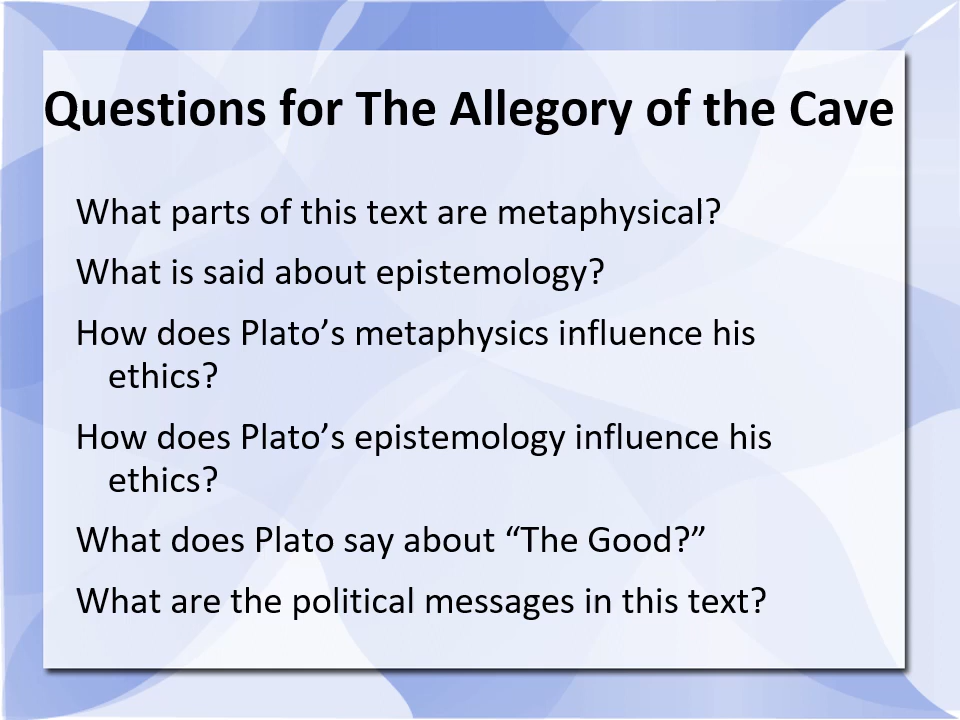 Questions for The Allegory of the Cave
What parts of this text are metaphysical?
What is said about epistemology?
How does Plato’s metaphysics influence his
ethics?
How does Plato’s epistemology influence his
ethics?
What does Plato say about “The Good?”
What are the political messages in this text?